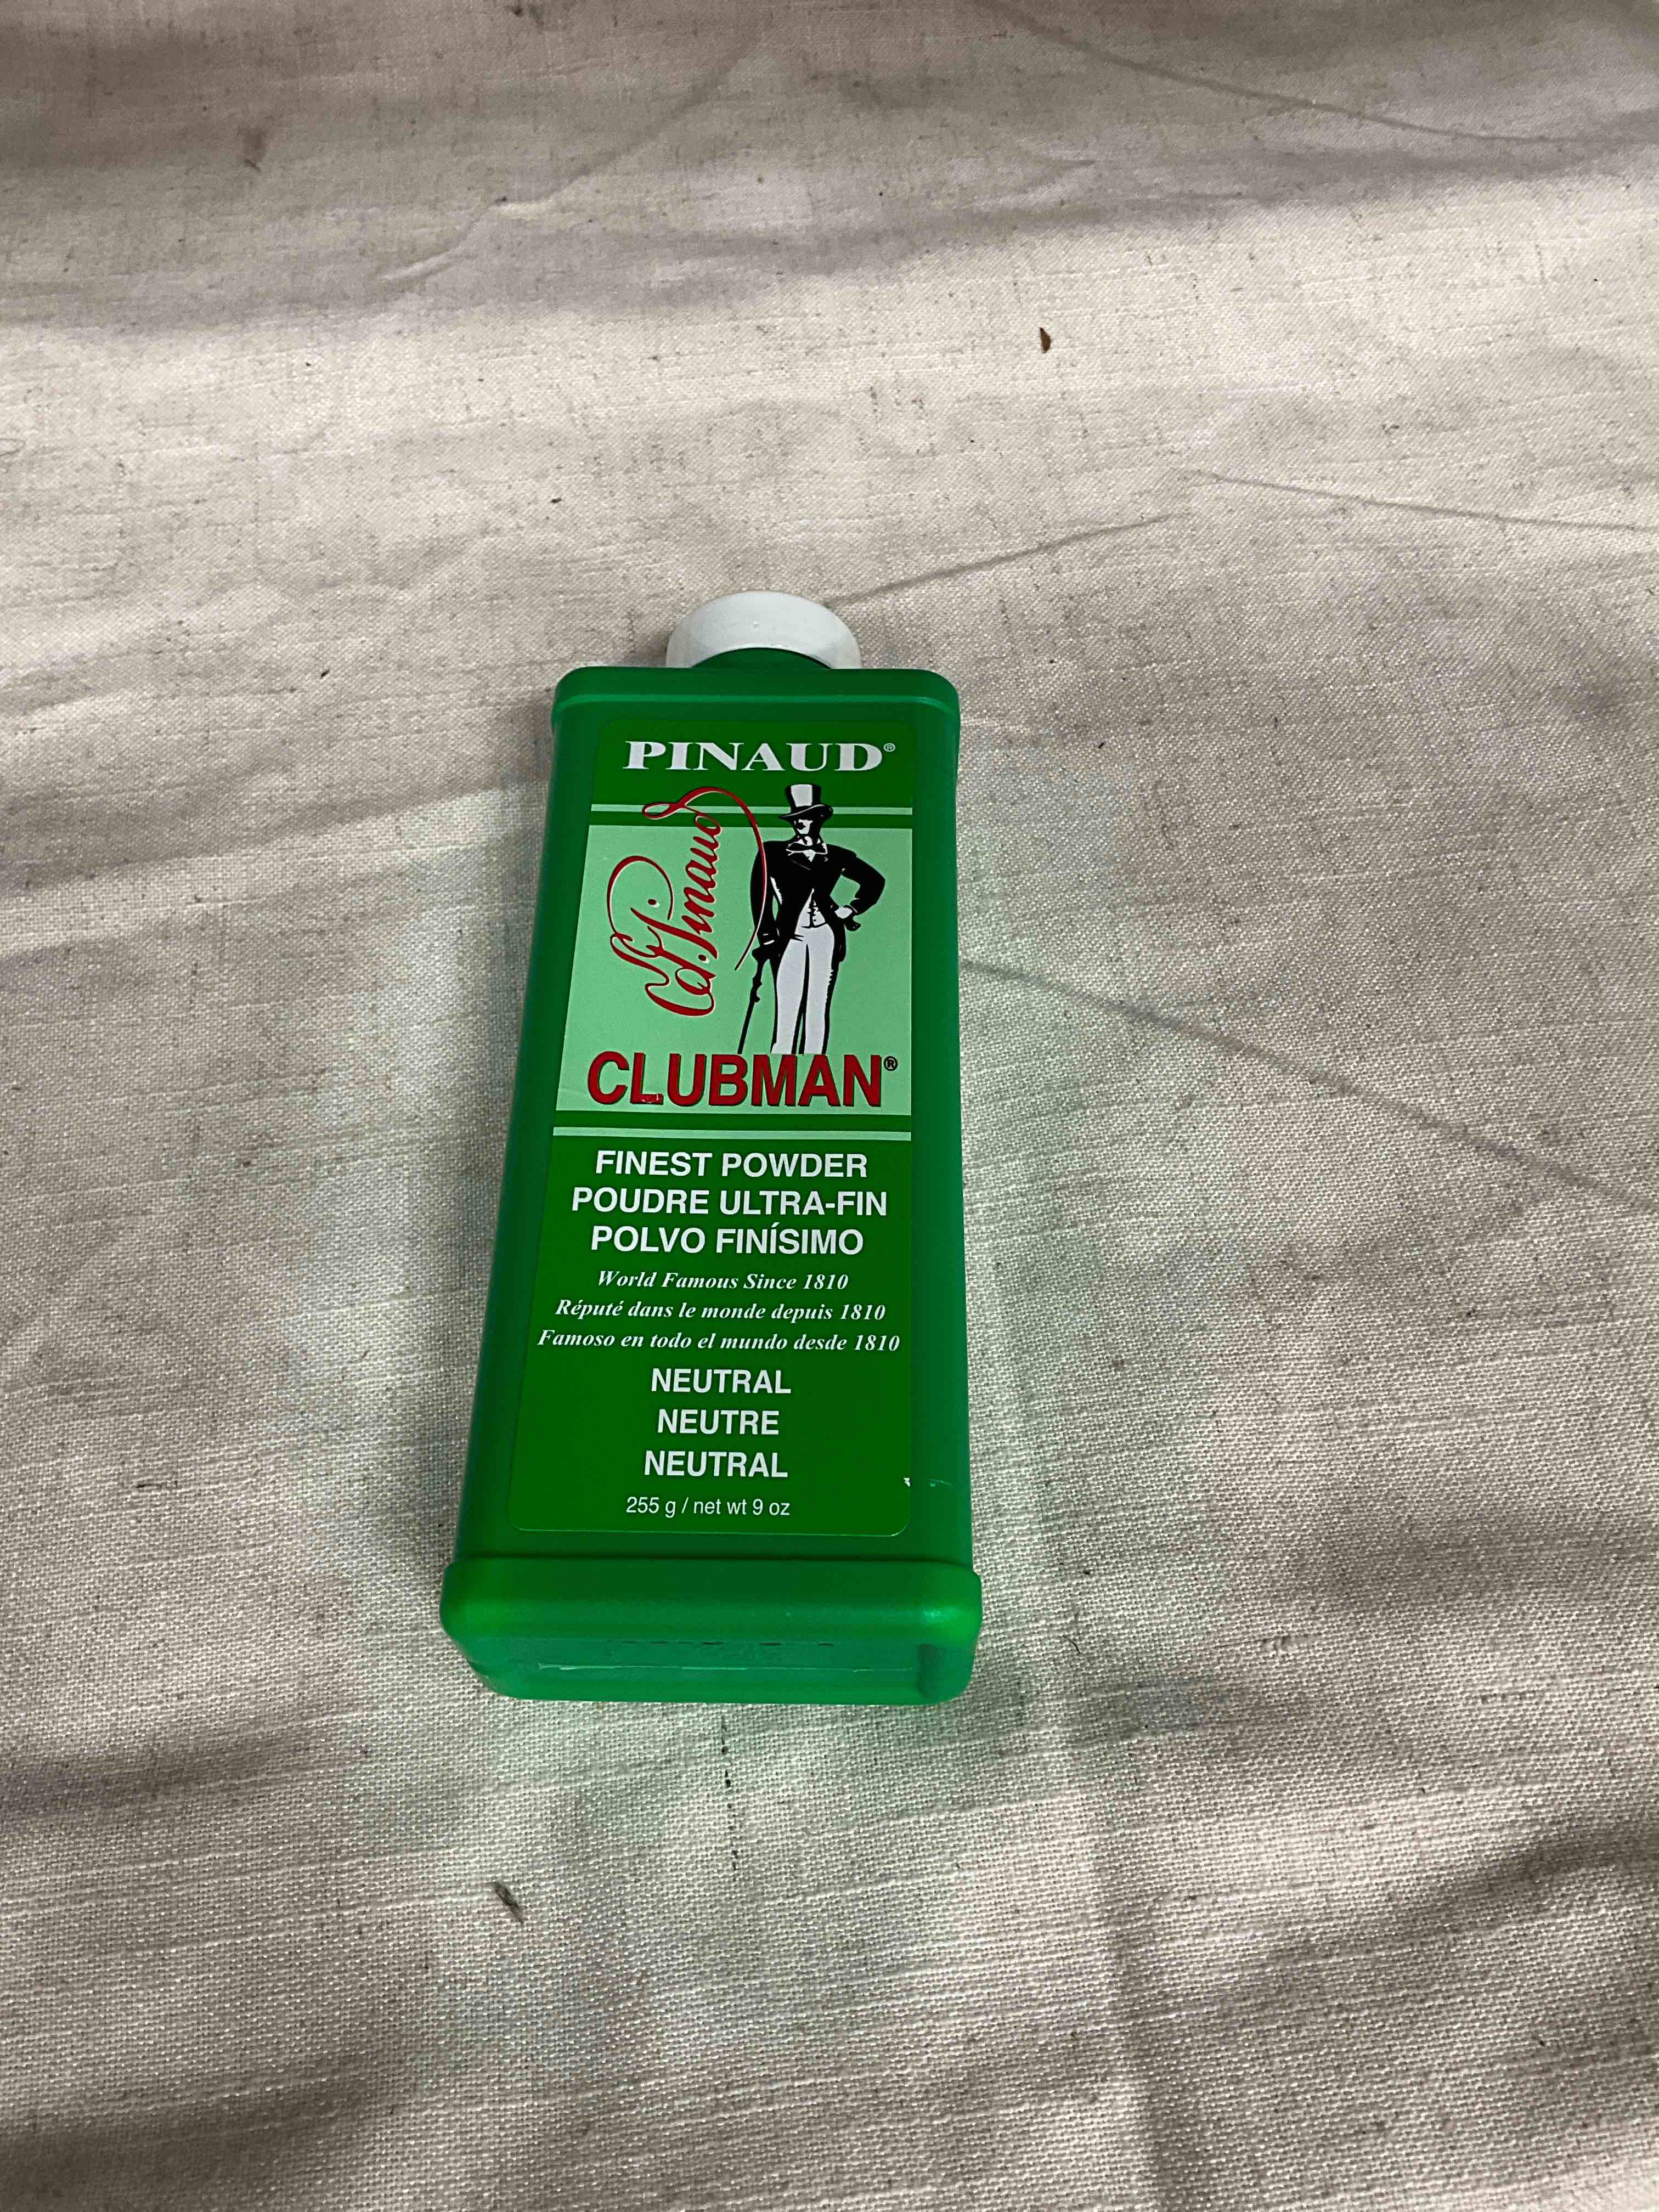 PINAUD®
Ed. Pinaud
CLUBMAN®
FINEST POWDER
POUDRE ULTRA-FIN
POLVO FINÍSIMO
World Famous Since 1810
Réputé dans le monde depuis 1810
Famoso en todo el mundo desde 1810
NEUTRAL
NEUTRE
NEUTRAL
255 g / net wt 9 oz